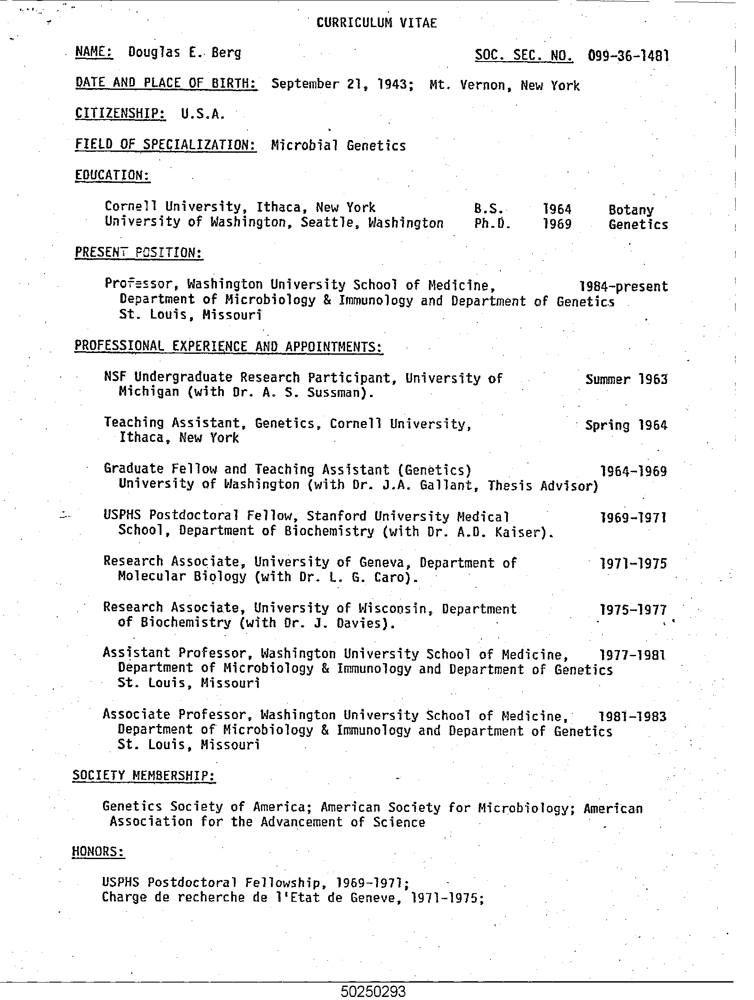 CURRICULUM VITAE
NAME: Douglas E. Berg SOC. SEC. NO. 099-36-1481
DATE AND PLACE OF BIRTH: September 21, 1943; Mt. Vernon, New York
CITIZENSHIP: U.S.A.
FIELD OF SPECIALIZATION: Microbial Genetics
EDUCATION:
Cornell University, Ithaca, New York B.S. 1964 Botany
University of Washington, Seattle, Washington Ph.D. 1969 Genetics
PRESENT POSITION:
Professor, Washington University School of Medicine, 1984-present
Department of Microbiology & Immunology and Department of Genetics
St. Louis, Missouri
PROFESSIONAL EXPERIENCE AND APPOINTMENTS:
NSF Undergraduate Research Participant, University of Summer 1963
Michigan (with Dr. A. S. Sussman).
Teaching Assistant, Genetics, Cornell University, Spring 1964
Ithaca, New York
Graduate Fellow and Teaching Assistant (Genetics) 1964-1969
University of Washington (with Dr. J.A. Gallant, Thesis Advisor)
USPHS Postdoctoral Fellow, Stanford University Medical 1969-1971
School, Department of Biochemistry (with Dr. A.D. Kaiser).
Research Associate, University of Geneva, Department of 1971-1975
Molecular Biology (with Dr. L. G. Caro).
Research Associate, University of Wisconsin, Department 1975-1977
of Biochemistry (with Dr. J. Davies).
Assistant Professor, Washington University School of Medicine, 1977-1981
Department of Microbiology & Immunology and Department of Genetics
St. Louis, Missouri
Associate Professor, Washington University School of Medicine, 1981-1983
Department of Microbiology & Immunology and Department of Genetics
St. Louis, Missouri
SOCIETY MEMBERSHIP:
Genetics Society of America; American Society for Microbiology; American
Association for the Advancement of Science
HONORS:
USPHS Postdoctoral Fellowship, 1969-1971;
Charge de recherche de l'Etat de Geneve, 1971-1975;
50250293